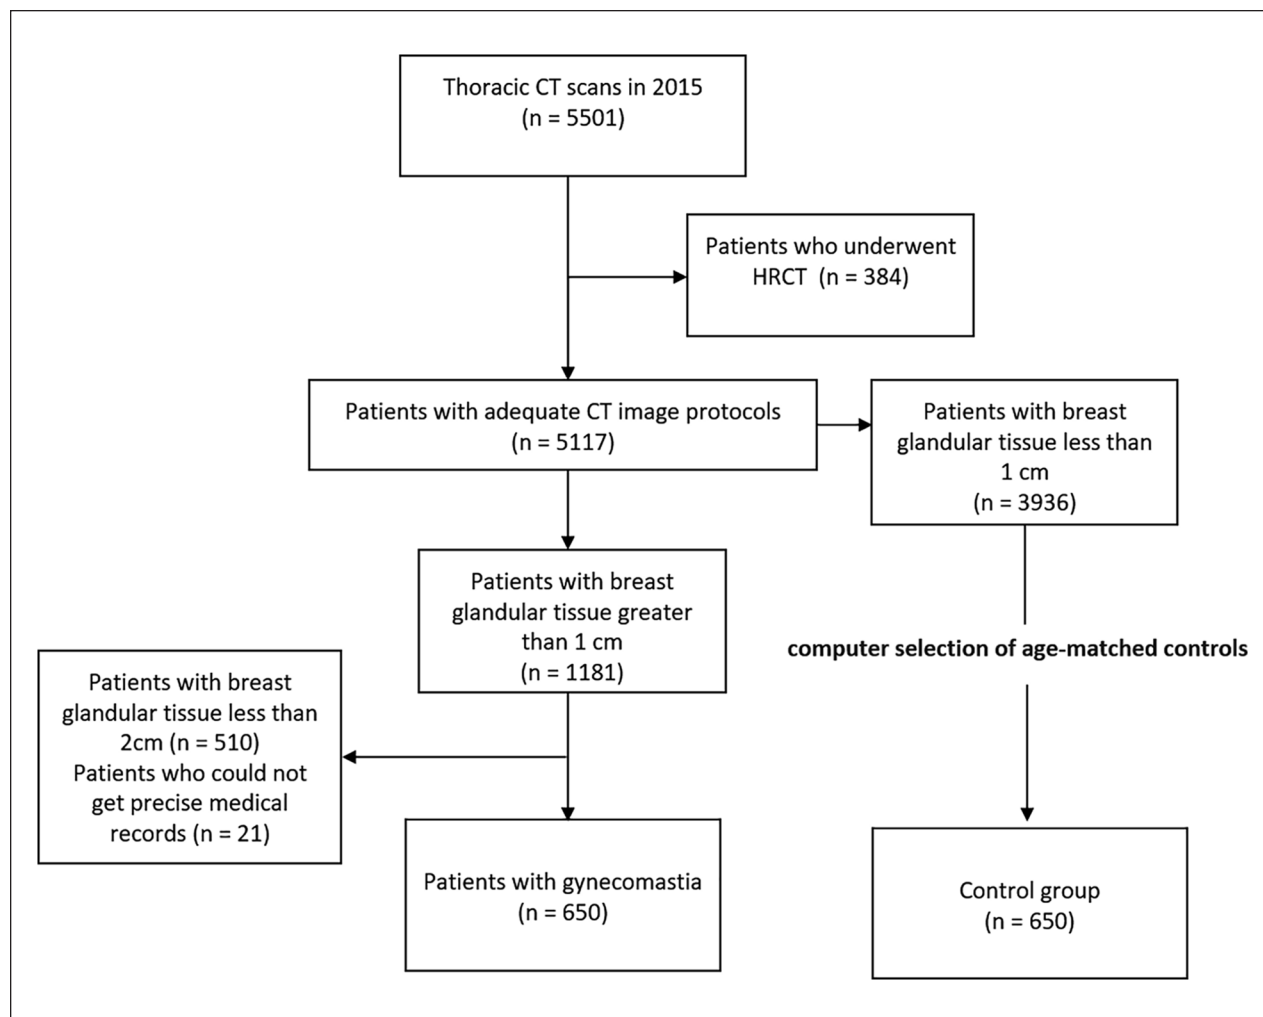 Thoracic CT scans in 2015
(n = 5501)
Patients who underwent
HRCT (n = 384)
Patients with adequate CT image protocols
(n = 5117)
Patients with breast
glandular tissue less than
1 cm
(n = 3936)
Patients with breast
glandular tissue greater
than 1 cm
(n = 1181)
computer selection of age-matched controls
Patients with breast
glandular tissue less than
2cm (n = 510)
Patients who could not
get precise medical
records (n = 21)
Patients with gynecomastia
(n = 650)
Control group
(n = 650)